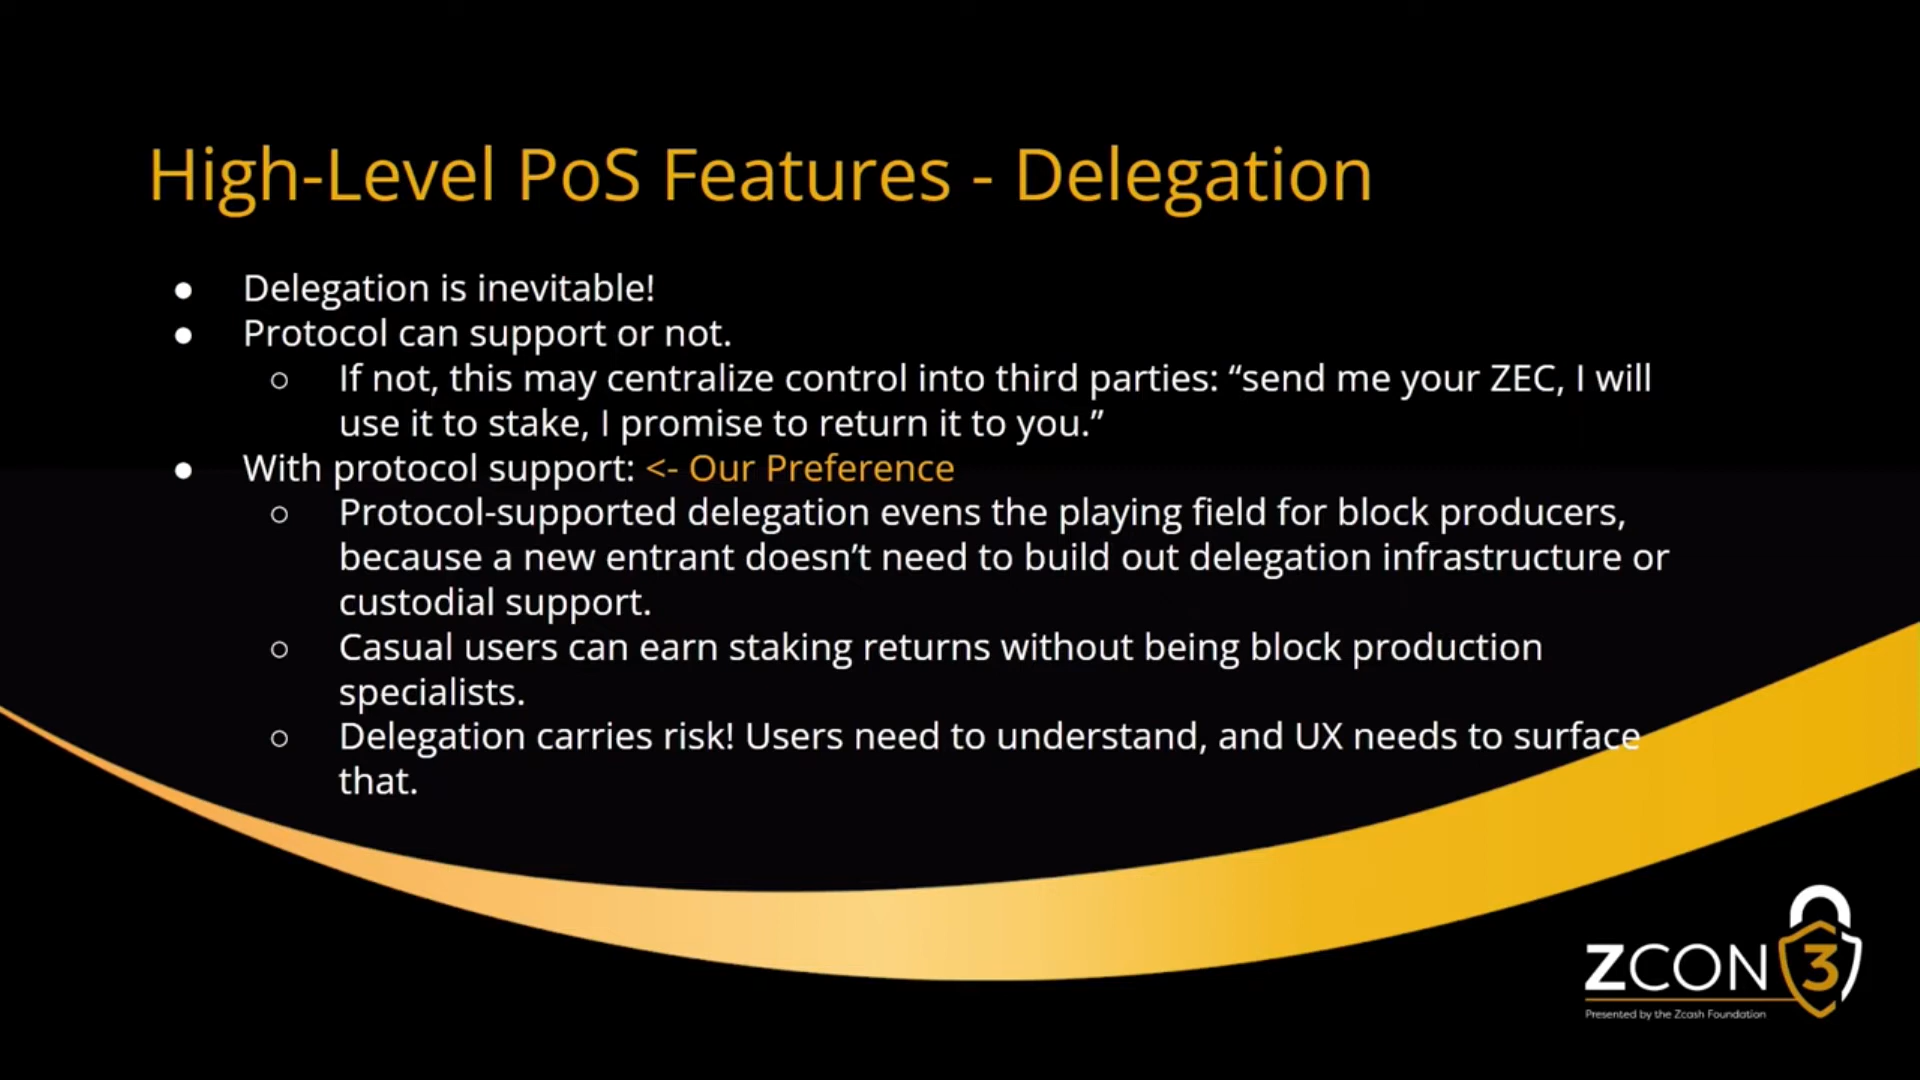 High-Level PoS Features - Delegation
● Delegation is inevitable!
● Protocol can support or not.
○ If not, this may centralize control into third parties: “send me your ZEC, I will
use it to stake, I promise to return it to you.”
● With protocol support: <- Our Preference
○ Protocol-supported delegation evens the playing field for block producers,
because a new entrant doesn’t need to build out delegation infrastructure or
custodial support.
○ Casual users can earn staking returns without being block production
specialists.
○ Delegation carries risk! Users need to understand, and UX needs to surface
that.
ZCON 3
Presented by the Zcash Foundation